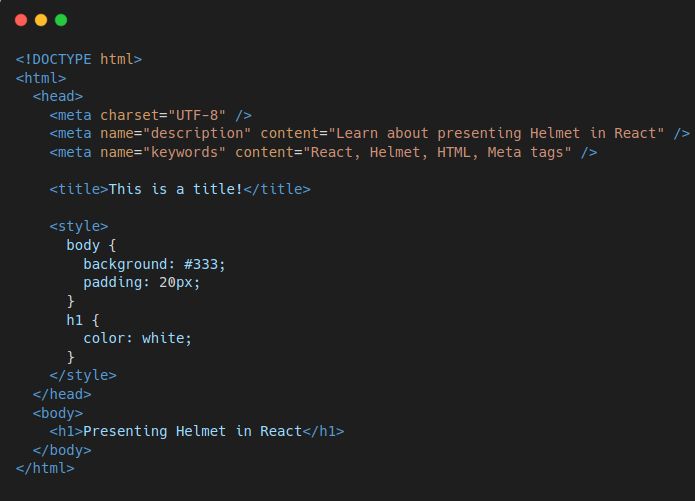 <!DOCTYPE html>
<html>
  <head>
    <meta charset="UTF-8" />
    <meta name="description" content="Learn about presenting Helmet in React" />
    <meta name="keywords" content="React, Helmet, HTML, Meta tags" />

    <title>This is a title!</title>

    <style>
      body {
        background: #333;
        padding: 20px;
      }
      h1 {
        color: white;
      }
    </style>
  </head>
  <body>
    <h1>Presenting Helmet in React</h1>
  </body>
</html>